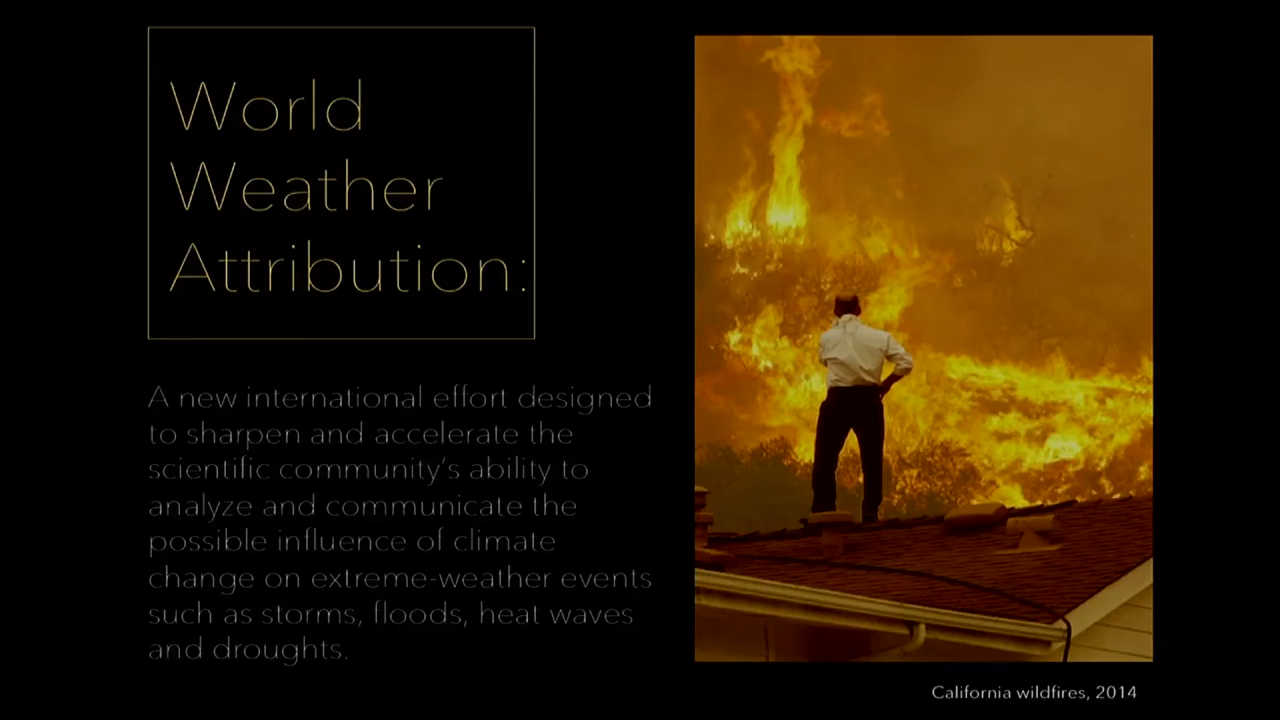 World
Weather
Attribution:
A new international effort designed
to sharpen and accelerate the
scientific community's ability to
analyze and communicate the
possible influence of climate
change on extreme-weather events
such as storms, floods, heat waves
and droughts.
California wildfires, 2014